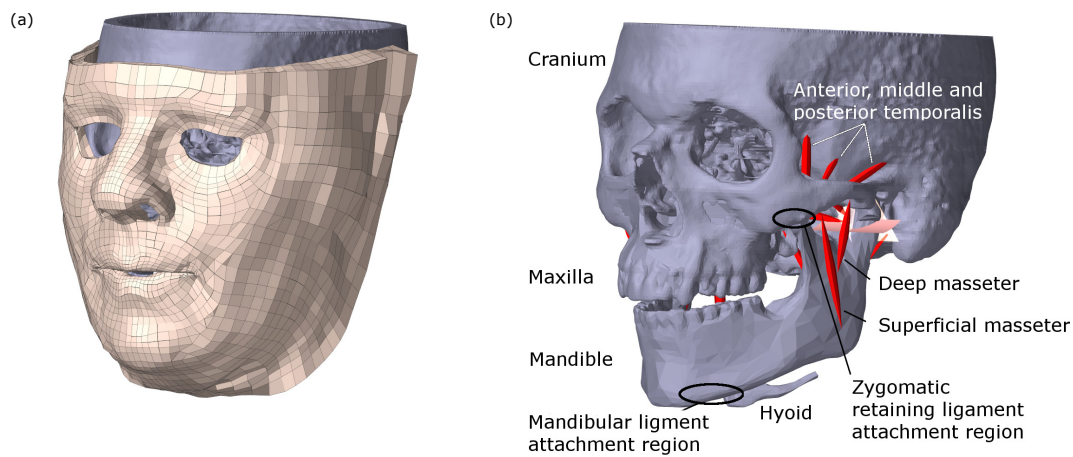 (a)
(b)
Cranium
Anterior, middle and
posterior temporalis
Maxilla
Deep masseter
Superficial masseter
Mandible
Zygomatic
retaining ligament
attachment region
Hyoid
Mandibular ligment
attachment region